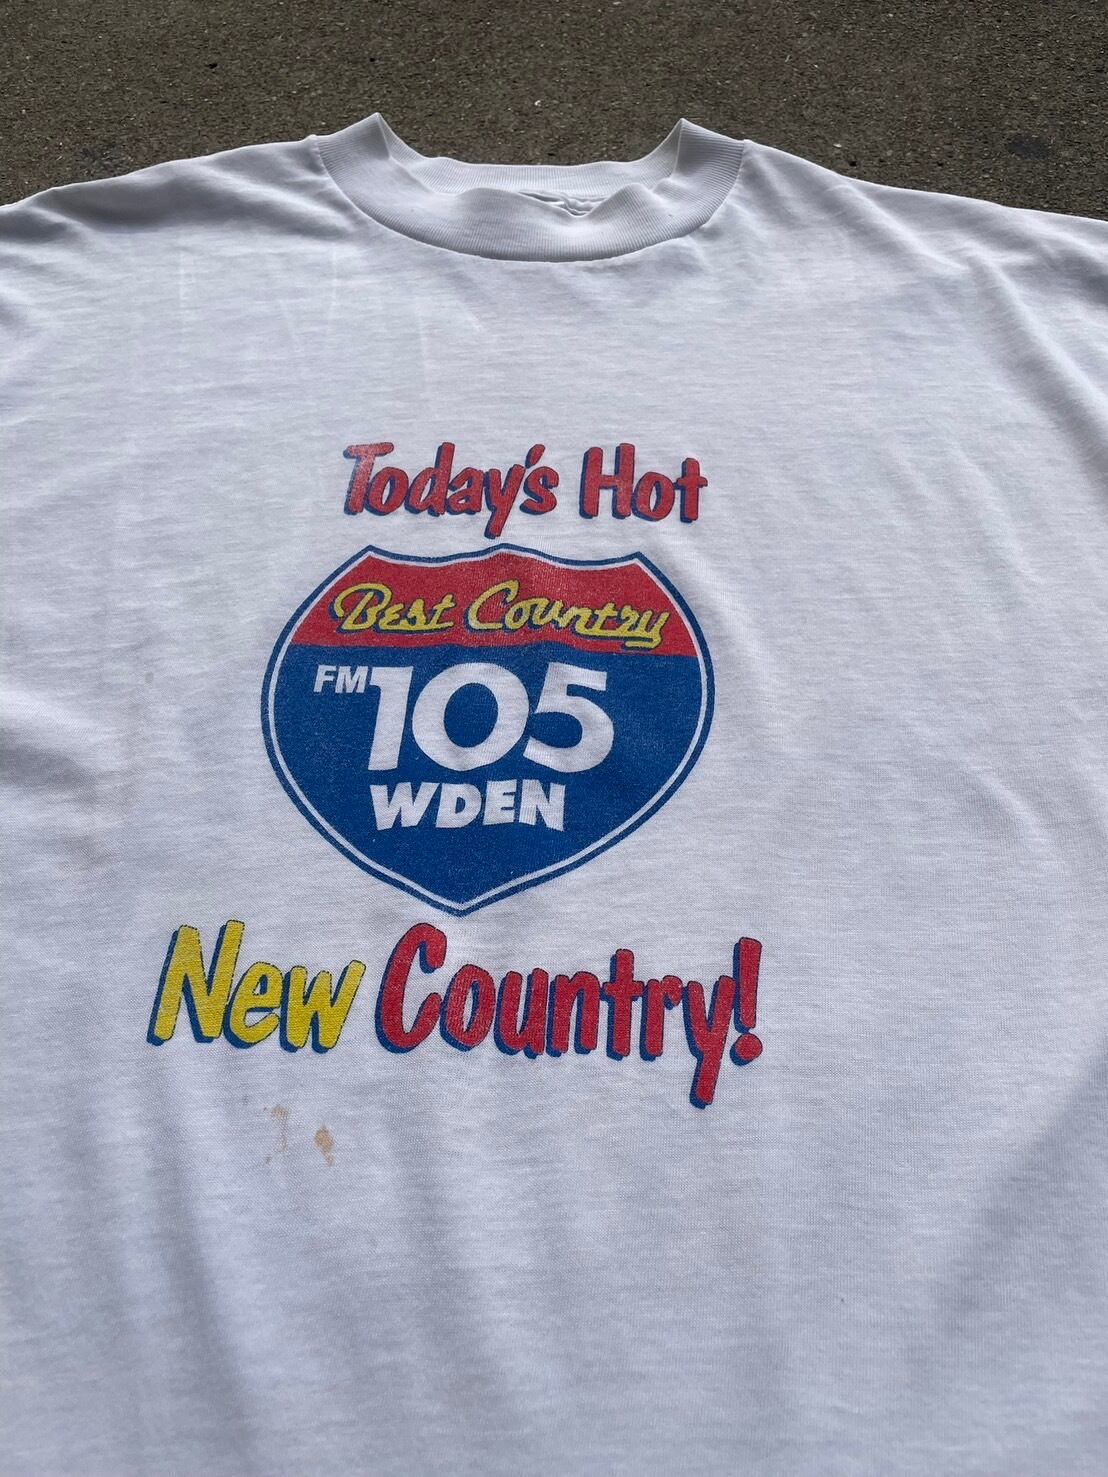 Today's Hot
Best Country
FM 105
WDEN
New Country!